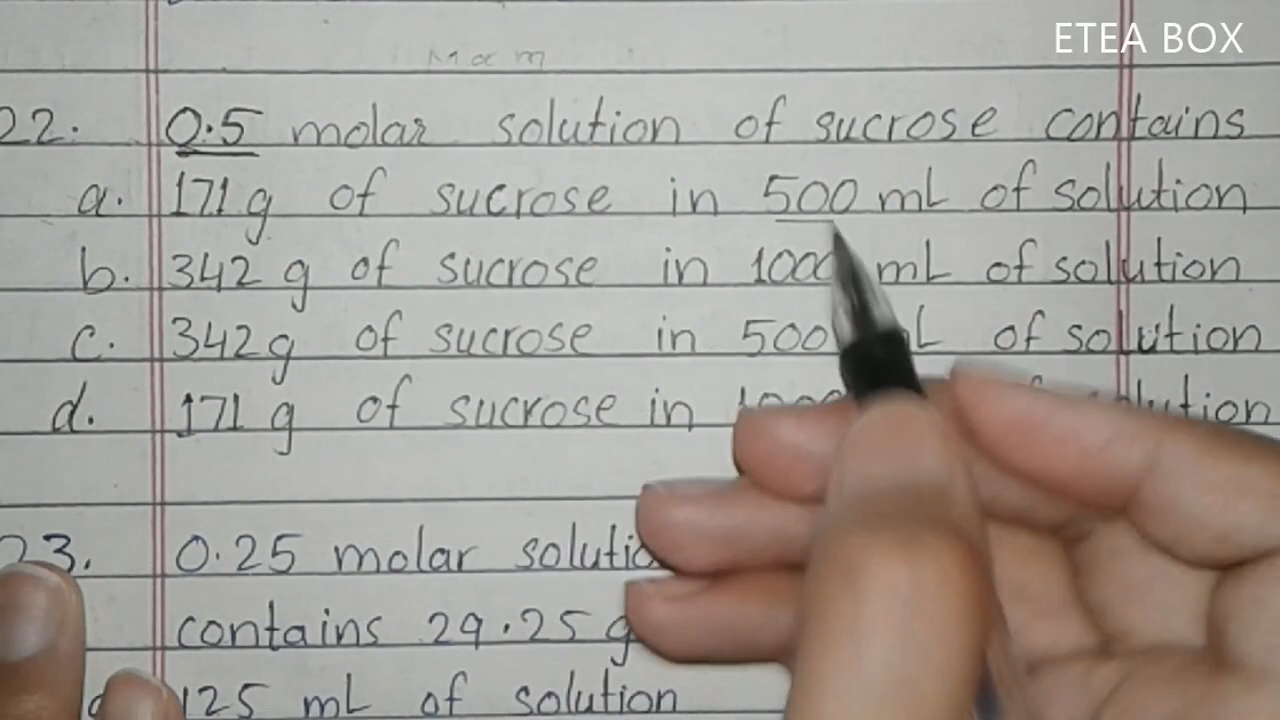 ETEA BOX
22. 0.5 molar solution of sucrose contains
a. 171 g of sucrose in 500 mL of solution
b. 342 g of sucrose in 1000 mL of solution
c. 342 g of sucrose in 500 mL of solution
d. 171 g of sucrose in solution
23. 0.25 molar
contains 29.25 g
125 mL of solution